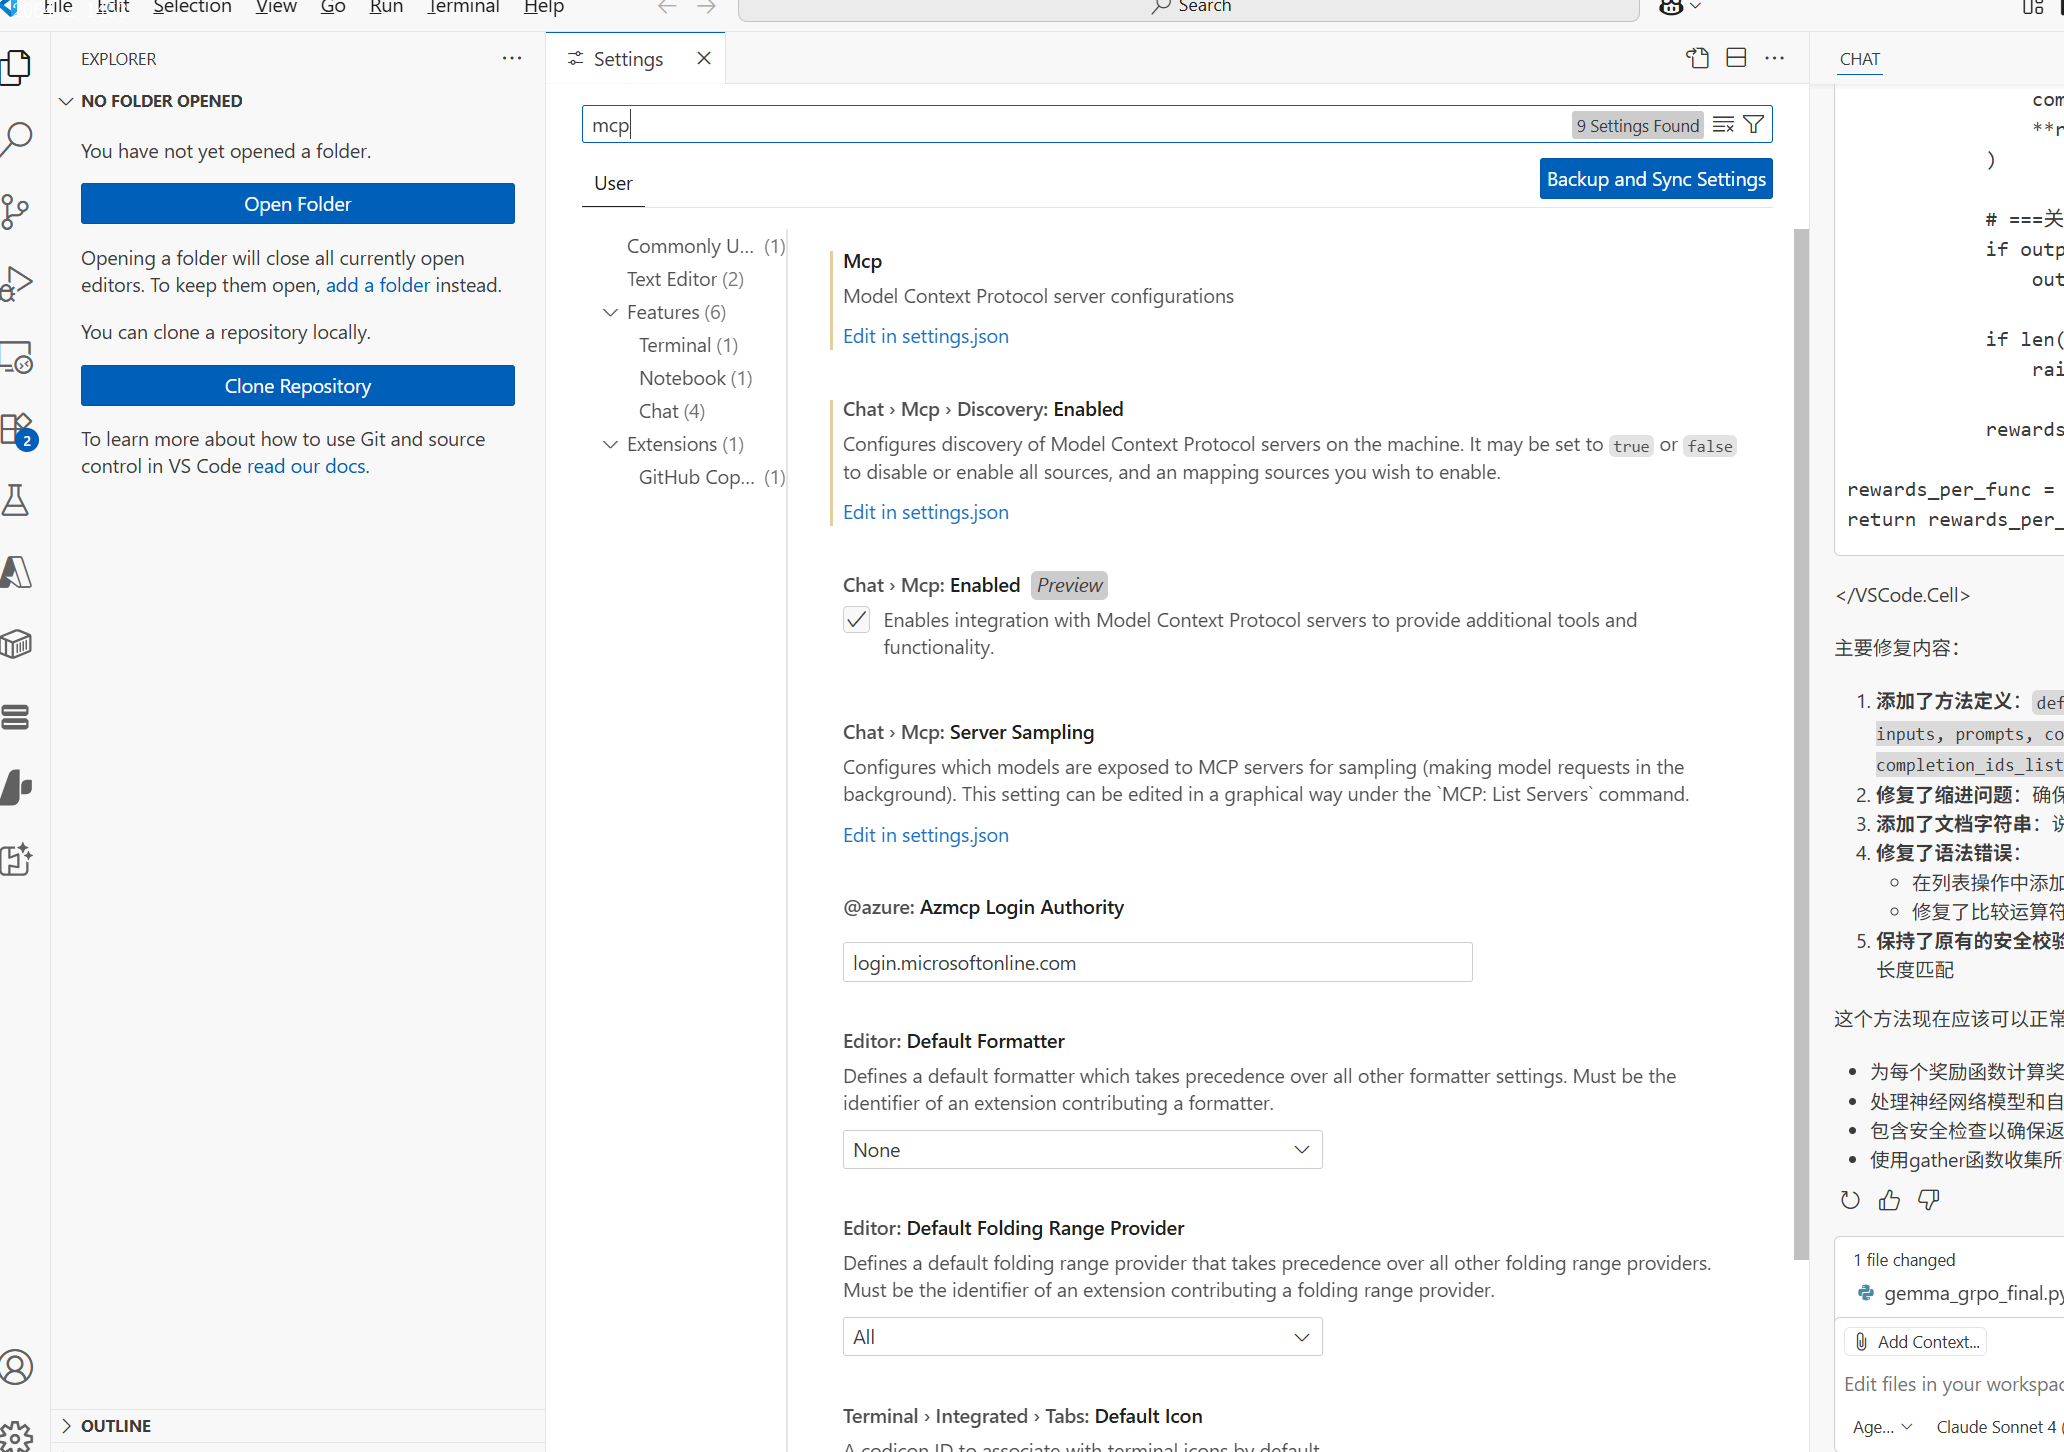 File Edit Selection View Go Run Terminal Help
Search
EXPLORER
NO FOLDER OPENED
You have not yet opened a folder.
Open Folder
Opening a folder will close all currently open
editors. To keep them open, add a folder instead.
You can clone a repository locally.
Clone Repository
To learn more about how to use Git and source
control in VS Code read our docs.
2
OUTLINE
Settings
mcp
9 Settings Found
User
Backup and Sync Settings
Commonly U... (1)
Text Editor (2)
Features (6)
Terminal (1)
Notebook (1)
Chat (4)
Extensions (1)
GitHub Cop... (1)
Mcp
Model Context Protocol server configurations
Edit in settings.json
Chat › Mcp › Discovery: Enabled
Configures discovery of Model Context Protocol servers on the machine. It may be set to true or false
to disable or enable all sources, and an mapping sources you wish to enable.
Edit in settings.json
Chat › Mcp: Enabled Preview
Enables integration with Model Context Protocol servers to provide additional tools and
functionality.
Chat › Mcp: Server Sampling
Configures which models are exposed to MCP servers for sampling (making model requests in the
background). This setting can be edited in a graphical way under the `MCP: List Servers` command.
Edit in settings.json
@azure: Azmcp Login Authority
login.microsoftonline.com
Editor: Default Formatter
Defines a default formatter which takes precedence over all other formatter settings. Must be the
identifier of an extension contributing a formatter.
None
Editor: Default Folding Range Provider
Defines a default folding range provider that takes precedence over all other folding range providers.
Must be the identifier of an extension contributing a folding range provider.
All
Terminal › Integrated › Tabs: Default Icon
A codicon ID to associate with terminal icons by default.
CHAT
com
**r
)
# ===关
if outp
out
if len(
rai
rewards
rewards_per_func =
return rewards_per_
</VSCode.Cell>
主要修复内容：
1. 添加了方法定义： def
inputs, prompts, co
completion_ids_list
2. 修复了缩进问题：确保
3. 添加了文档字符串：说
4. 修复了语法错误：
在列表操作中添加
修复了比较运算符
5. 保持了原有的安全校验
长度匹配
这个方法现在应该可以正常
为每个奖励函数计算奖
处理神经网络模型和自
包含安全检查以确保返
使用gather函数收集所
1 file changed
gemma_grpo_final.py
Add Context...
Edit files in your workspac
Age... Claude Sonnet 4 (